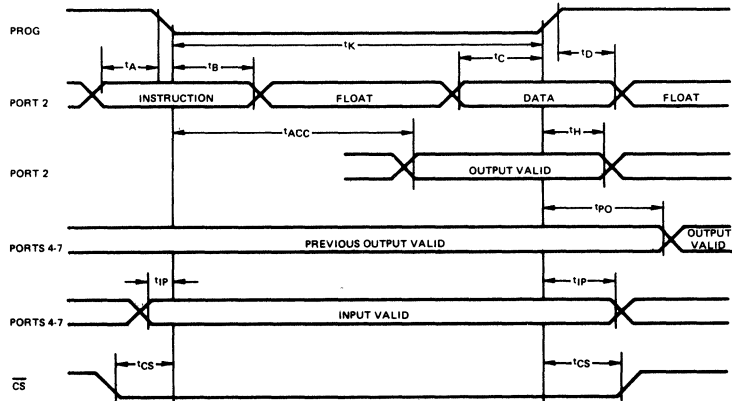 PROG
tK
tA
tB
tC
tD
PORT 2
INSTRUCTION
FLOAT
DATA
FLOAT
tACC
tH
PORT 2
OUTPUT VALID
tPO
PORTS 4-7
PREVIOUS OUTPUT VALID
OUTPUT
VALID
tIP
tIP
PORTS 4-7
INPUT VALID
tCS
tCS
CS